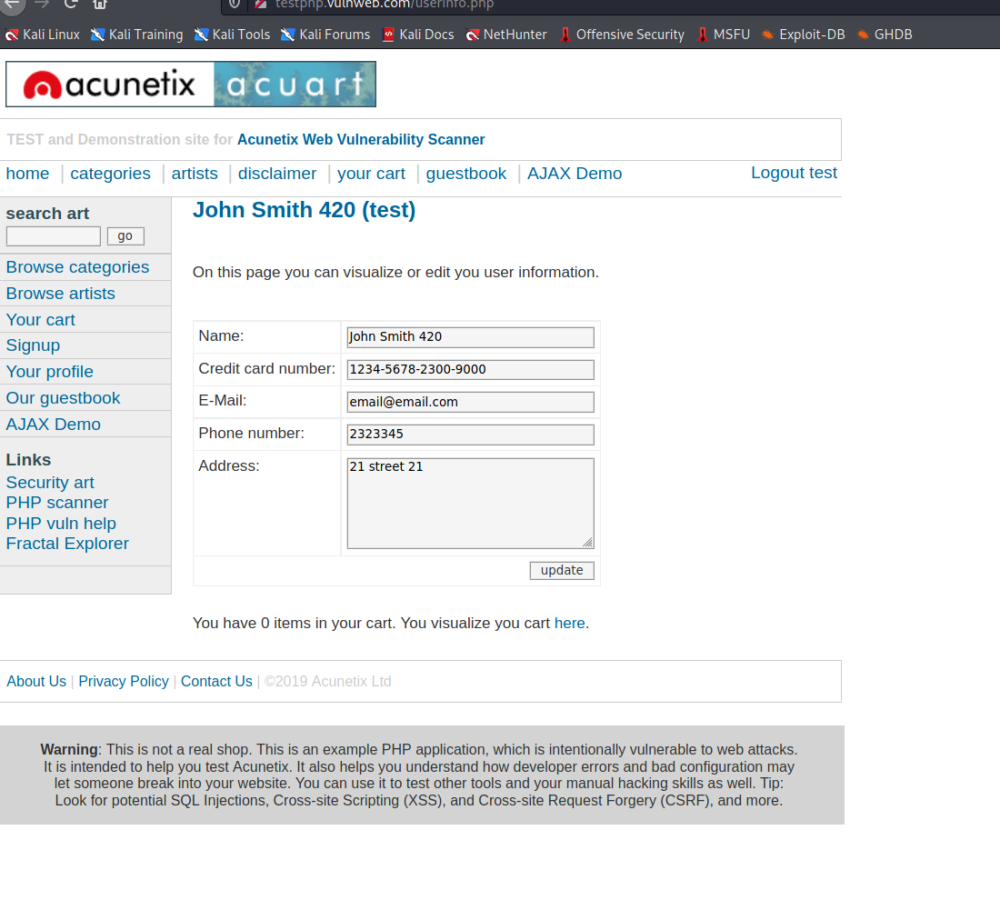 testphp.vulnweb.com/userinfo.php
Kali Linux Kali Training Kali Tools Kali Forums Kali Docs NetHunter Offensive Security MSFU Exploit-DB GHDB
acunetix acuart
TEST and Demonstration site for Acunetix Web Vulnerability Scanner
home | categories | artists | disclaimer | your cart | guestbook | AJAX Demo Logout test
search art
go
Browse categories
Browse artists
Your cart
Signup
Your profile
Our guestbook
AJAX Demo
Links
Security art
PHP scanner
PHP vuln help
Fractal Explorer
John Smith 420 (test)
On this page you can visualize or edit you user information.
Name: John Smith 420
Credit card number: 1234-5678-2300-9000
E-Mail: email@email.com
Phone number: 2323345
Address: 21 street 21
update
You have 0 items in your cart. You visualize you cart here.
About Us | Privacy Policy | Contact Us | ©2019 Acunetix Ltd
Warning: This is not a real shop. This is an example PHP application, which is intentionally vulnerable to web attacks.
It is intended to help you test Acunetix. It also helps you understand how developer errors and bad configuration may
let someone break into your website. You can use it to test other tools and your manual hacking skills as well. Tip:
Look for potential SQL Injections, Cross-site Scripting (XSS), and Cross-site Request Forgery (CSRF), and more.